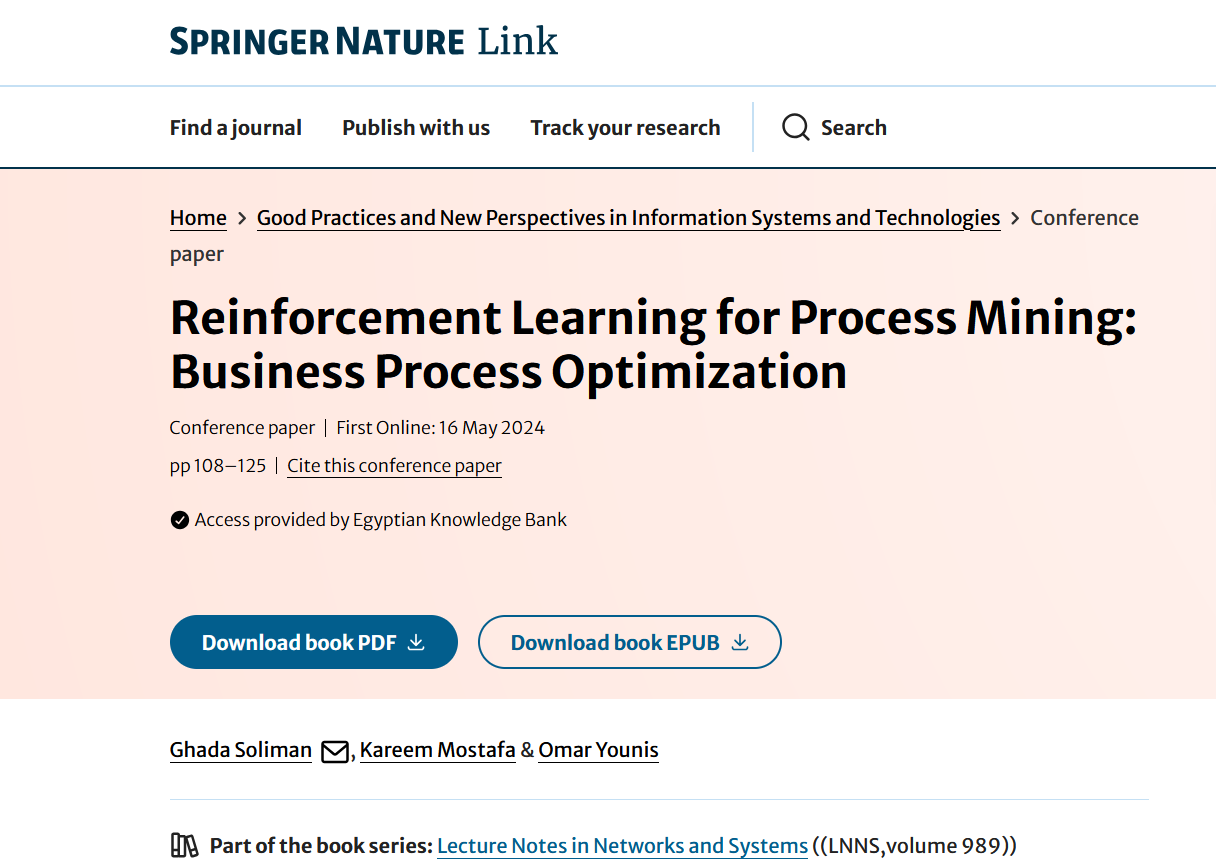 SPRINGER NATURE Link
Find a journal Publish with us Track your research Search
Home > Good Practices and New Perspectives in Information Systems and Technologies > Conference
paper
Reinforcement Learning for Process Mining:
Business Process Optimization
Conference paper | First Online: 16 May 2024
pp 108–125 | Cite this conference paper
Access provided by Egyptian Knowledge Bank
Download book PDF Download book EPUB
Ghada Soliman , Kareem Mostafa & Omar Younis
Part of the book series: Lecture Notes in Networks and Systems ((LNNS,volume 989))